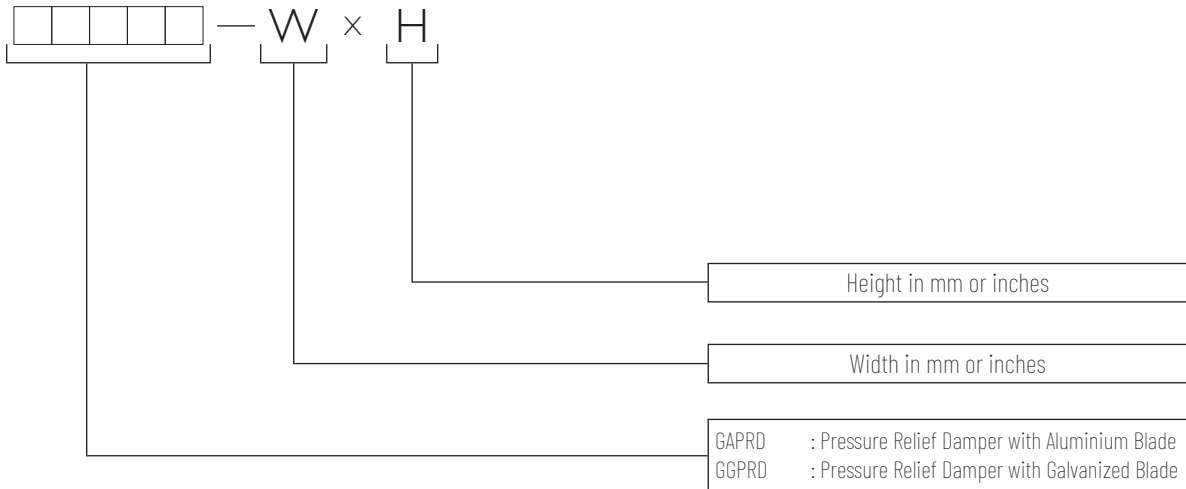 — W x H
Height in mm or inches
Width in mm or inches
GAPRD : Pressure Relief Damper with Aluminium Blade
GGPRD : Pressure Relief Damper with Galvanized Blade